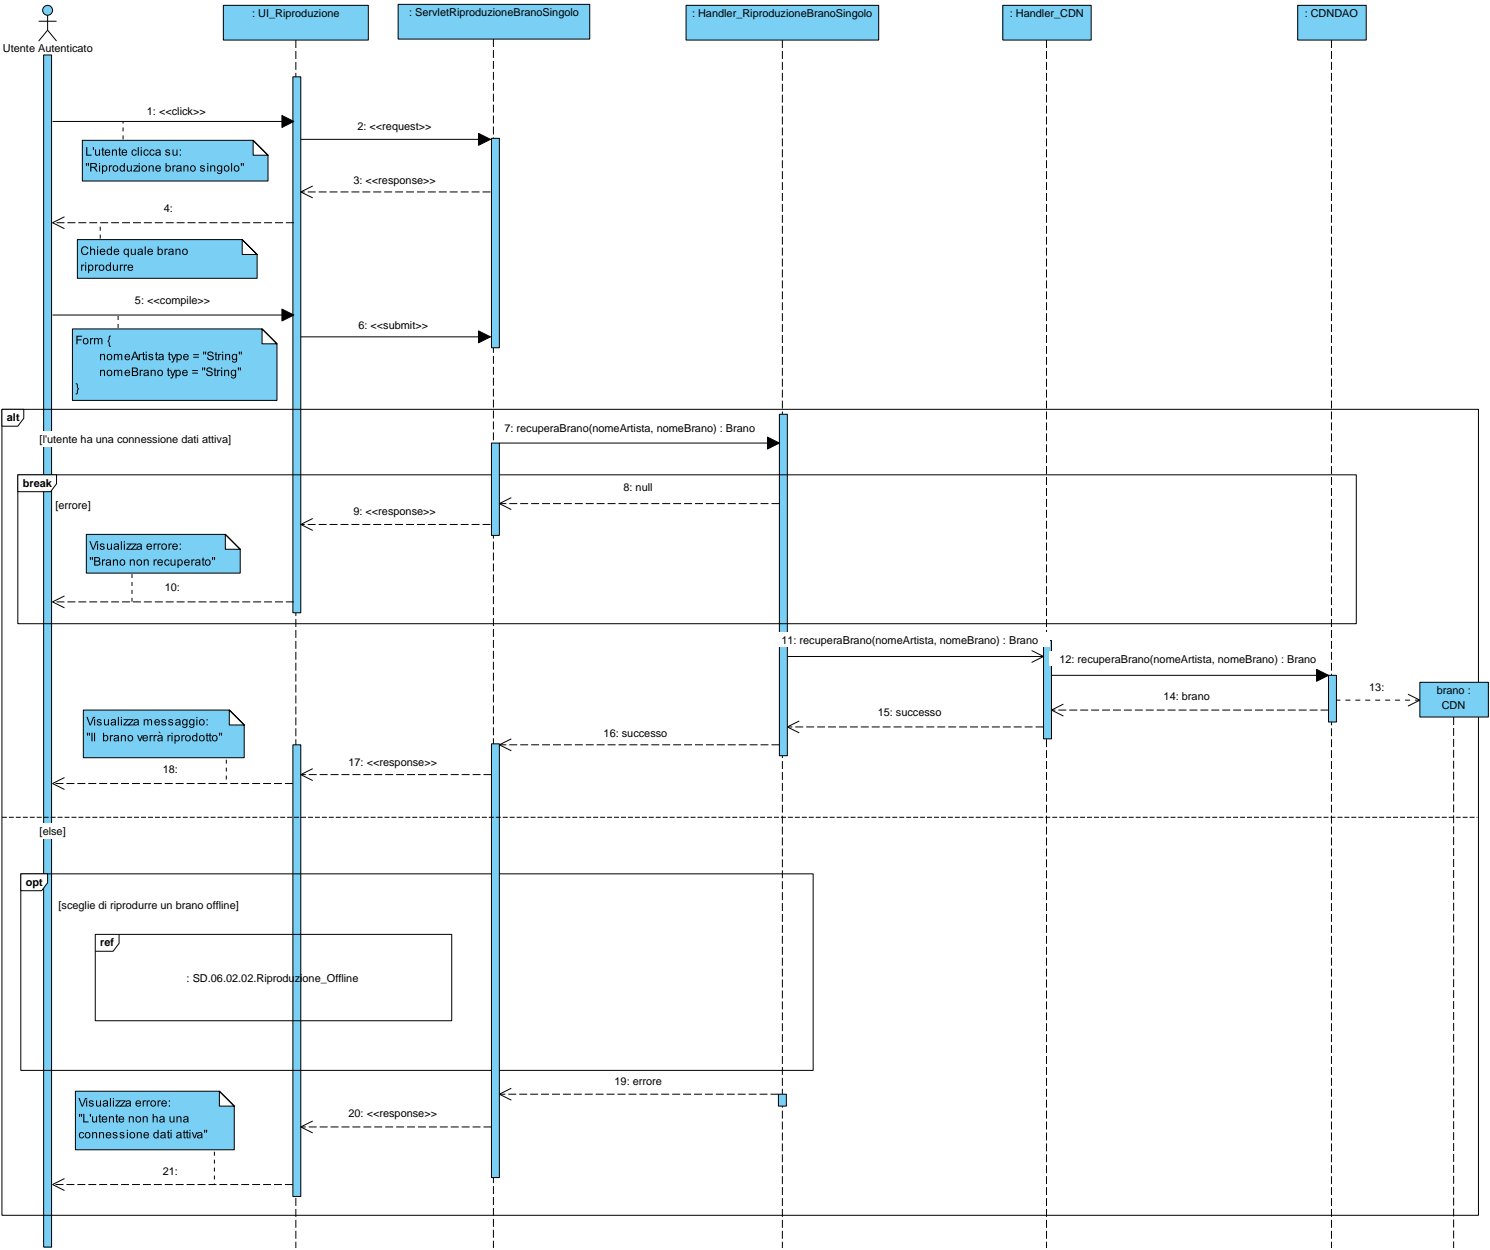 : UI_Riproduzione
: ServletRiproduzioneBranoSingolo
: Handler_RiproduzioneBranoSingolo
: Handler_CDN
: CDNDAO
Utente Autenticato
1: <<click>>
2: <<request>>
L'utente clicca su:
"Riproduzione brano singolo"
3: <<response>>
4:
Chiede quale brano
riprodurre
5: <<compile>>
6: <<submit>>
Form {
nomeArtista type = "String"
nomeBrano type = "String"
}
alt
[l'utente ha una connessione dati attiva]
7: recuperaBrano(nomeArtista, nomeBrano) : Brano
break
[errore]
8: null
9: <<response>>
Visualizza errore:
"Brano non recuperato"
10:
11: recuperaBrano(nomeArtista, nomeBrano) : Brano
12: recuperaBrano(nomeArtista, nomeBrano) : Brano
13:
brano :
CDN
14: brano
15: successo
16: successo
Visualizza messaggio:
"Il  brano verrà riprodotto"
17: <<response>>
18:
[else]
opt
[sceglie di riprodurre un brano offline]
ref
: SD.06.02.02.Riproduzione_Offline
19: errore
Visualizza errore:
"L'utente non ha una
connessione dati attiva"
20: <<response>>
21: